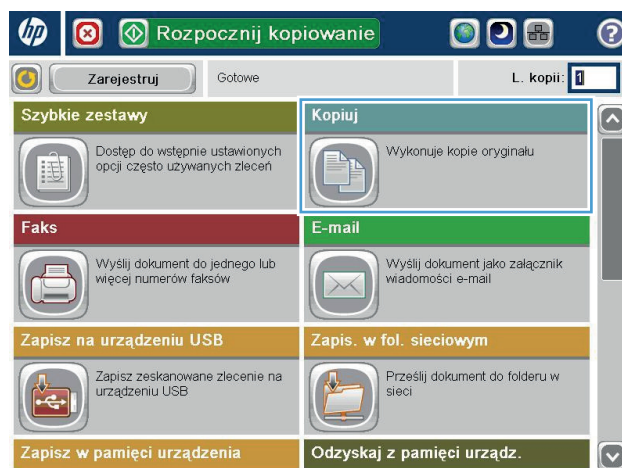 hp Rozpocznij kopiowanie ?
Zarejestruj Gotowe L. kopii: 1
Szybkie zestawy
Dostęp do wstępnie ustawionych
opcji często używanych zleceń
Kopiuj
Wykonuje kopie oryginału
Faks
Wyślij dokument do jednego lub
więcej numerów faksów
E-mail
Wyślij dokument jako załącznik
wiadomości e-mail
Zapisz na urządzeniu USB
Zapisz zeskanowane zlecenie na
urządzeniu USB
Zapis. w fol. sieciowym
Prześlij dokument do folderu w
sieci
Zapisz w pamięci urządzenia
Odzyskaj z pamięci urządz.